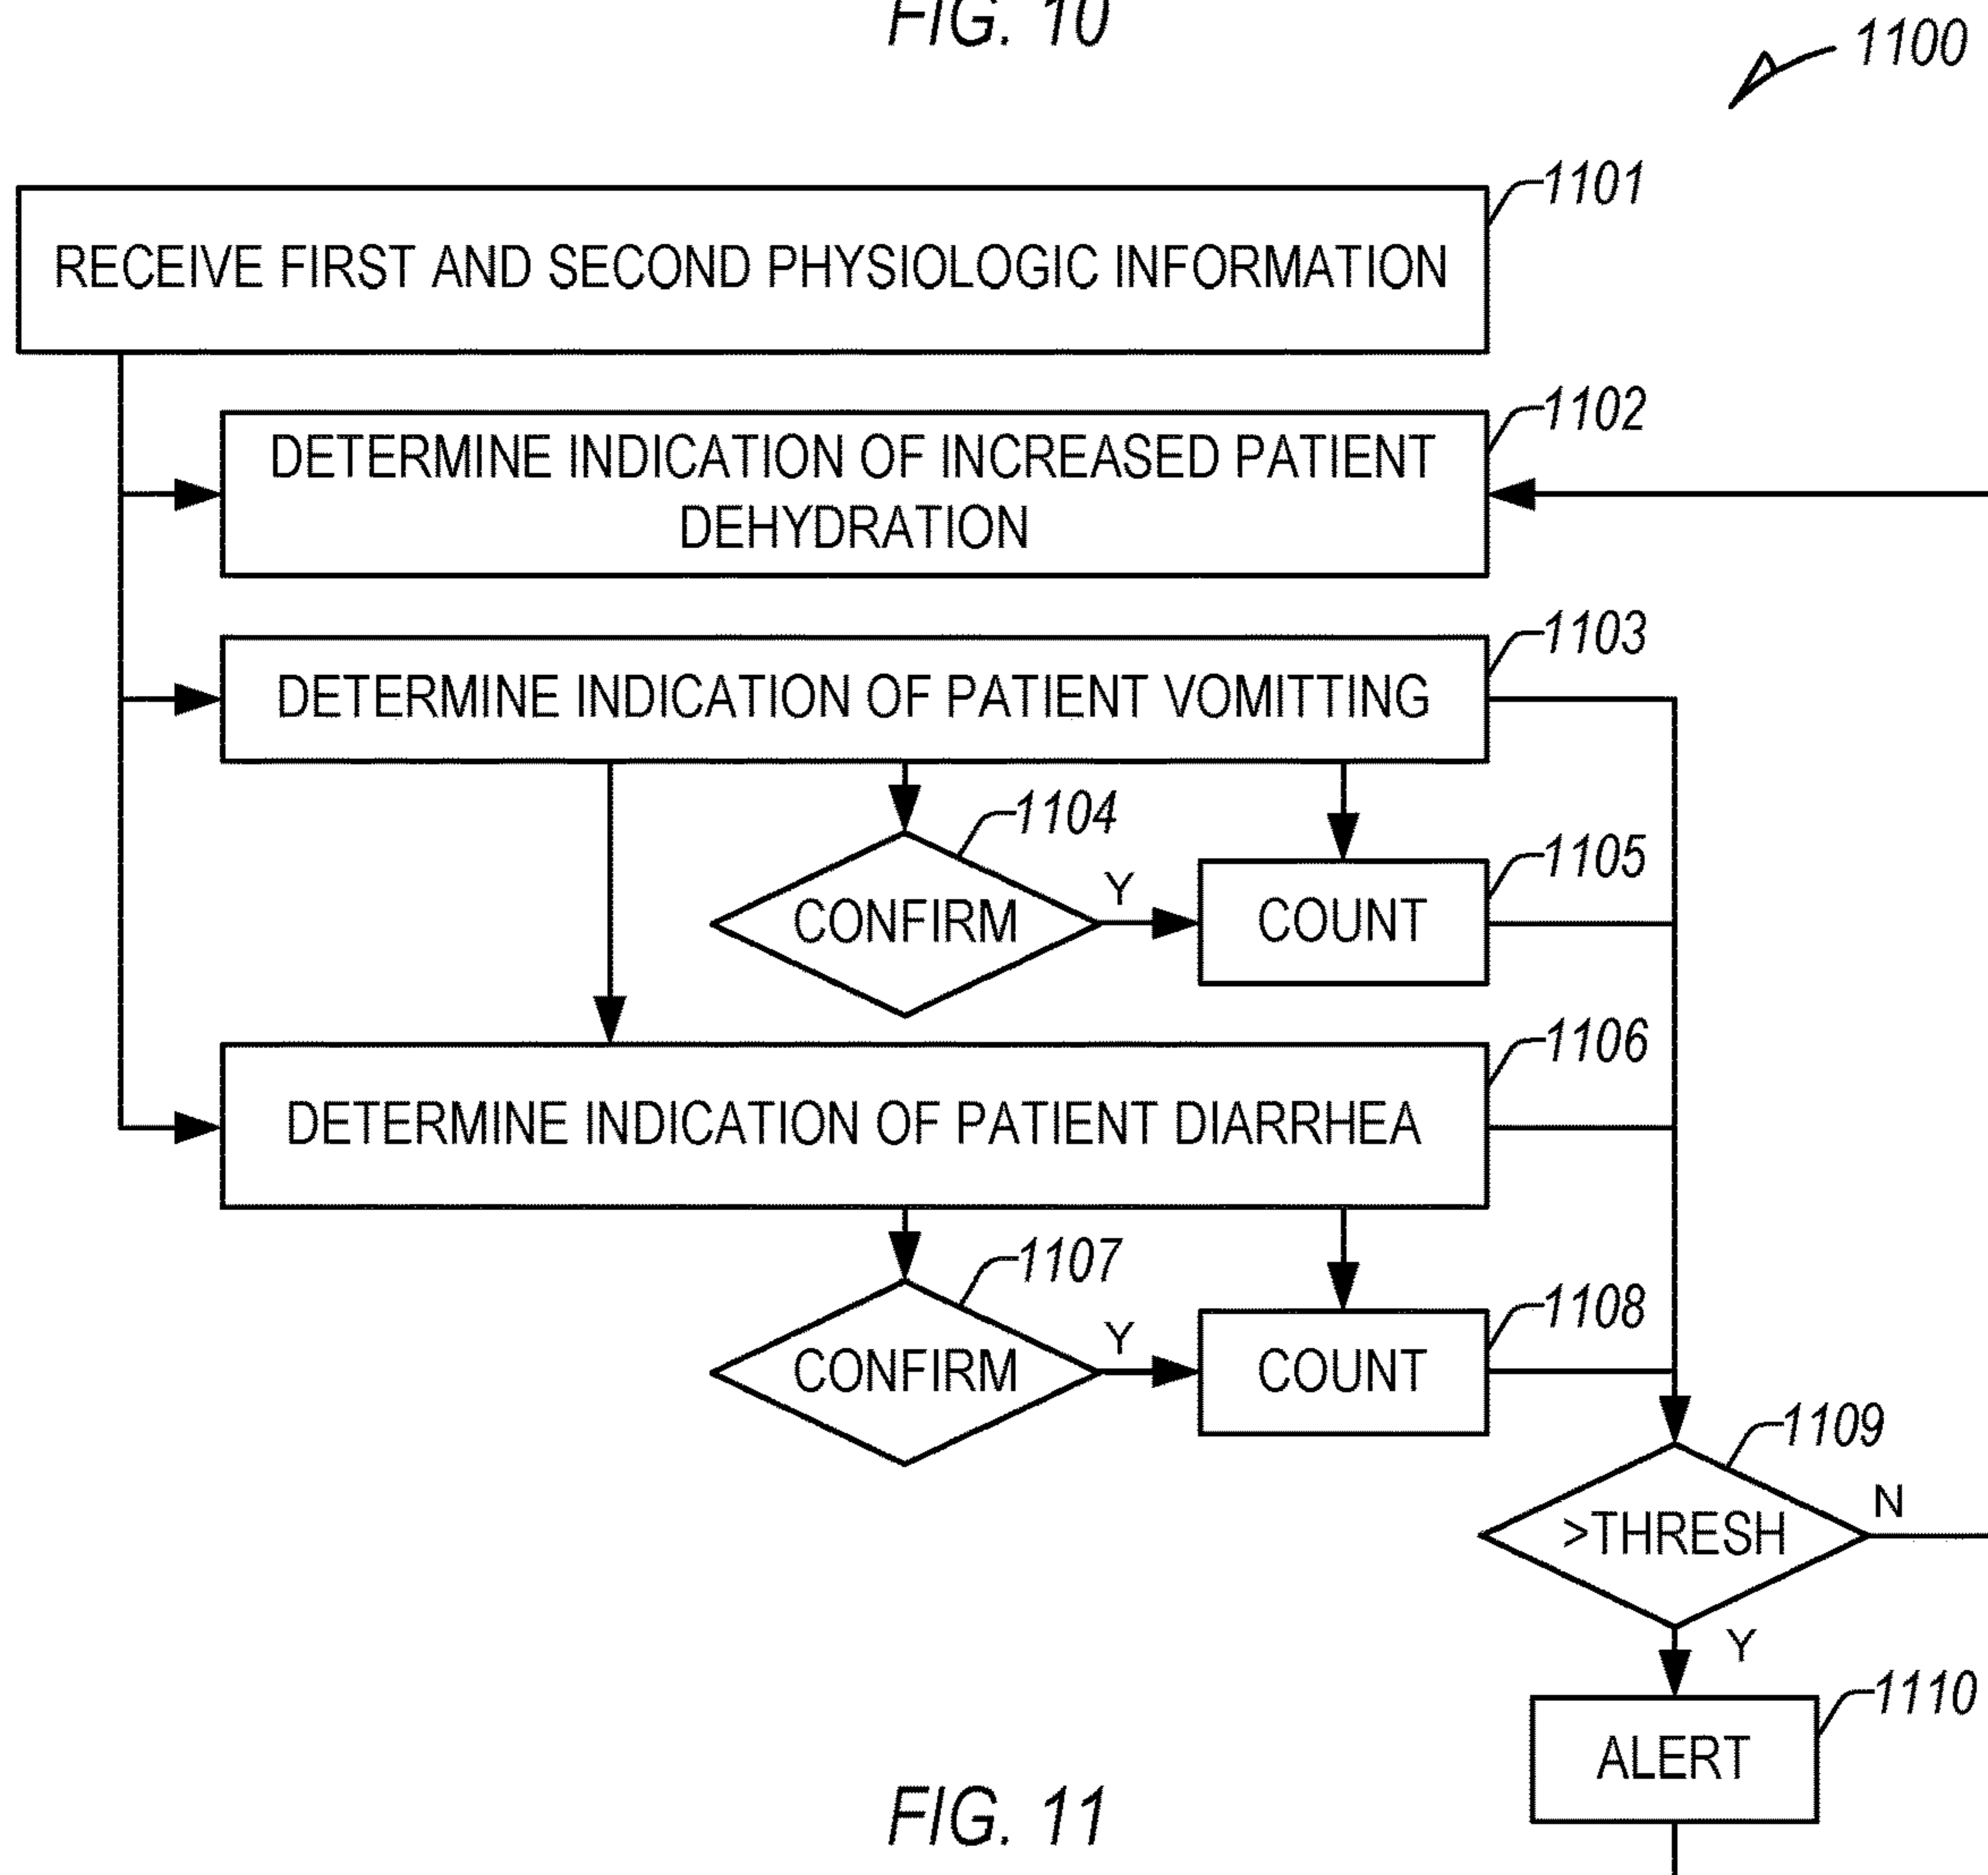 FIG. 10
1100
1101
RECEIVE FIRST AND SECOND PHYSIOLOGIC INFORMATION
1102
DETERMINE INDICATION OF INCREASED PATIENT
DEHYDRATION
1103
DETERMINE INDICATION OF PATIENT VOMITTING
1104
CONFIRM
Y
1105
COUNT
1106
DETERMINE INDICATION OF PATIENT DIARRHEA
1107
CONFIRM
Y
1108
COUNT
1109
>THRESH
N
Y
1110
ALERT
FIG. 11